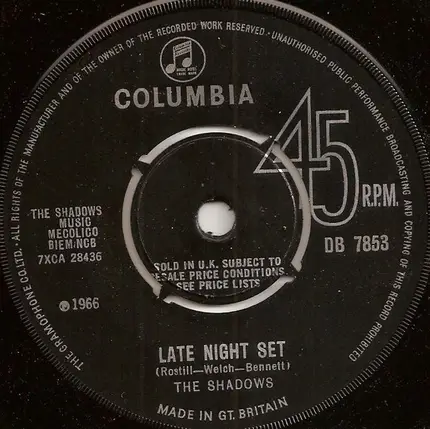 ALL RIGHTS OF THE MANUFACTURER AND OF THE OWNER OF THE RECORDED WORK RESERVED · UNAUTHORISED PUBLIC PERFORMANCE BROADCASTING AND COPYING OF THIS RECORD PROHIBITED
THE GRAMOPHONE CO. LTD. ·
COLUMBIA
45
R.P.M.
THE SHADOWS
MUSIC
MECOLICO
BIEM/NCB
7XCA 28436
DB 7853
SOLD IN U.K. SUBJECT TO
RESALE PRICE CONDITIONS,
SEE PRICE LISTS
℗ 1966
LATE NIGHT SET
(Rostill—Welch—Bennett)
THE SHADOWS
MADE IN GT. BRITAIN